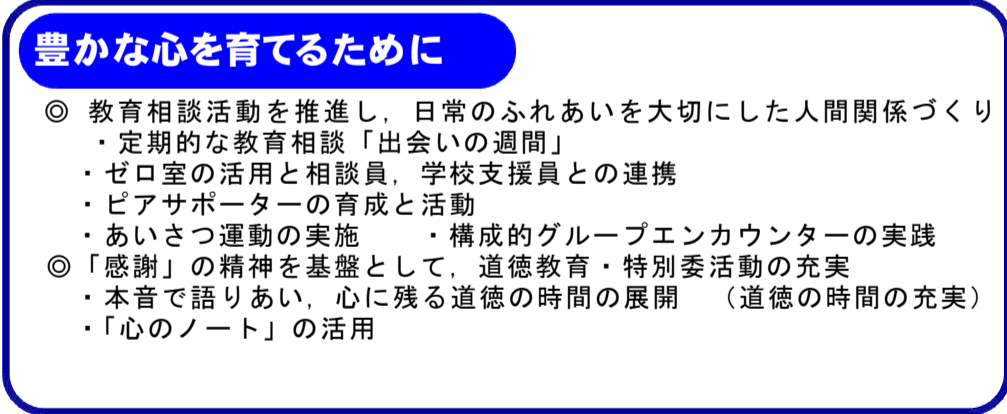 豊かな心を育てるために
◎ 教育相談活動を推進し，日常のふれあいを大切にした人間関係づくり
・定期的な教育相談「出会いの週間」
・ゼロ室の活用と相談員，学校支援員との連携
・ピアサポーターの育成と活動
・あいさつ運動の実施　　・構成的グループエンカウンターの実践
◎「感謝」の精神を基盤として，道徳教育・特別委活動の充実
・本音で語りあい，心に残る道徳の時間の展開　（道徳の時間の充実）
・「心のノート」の活用